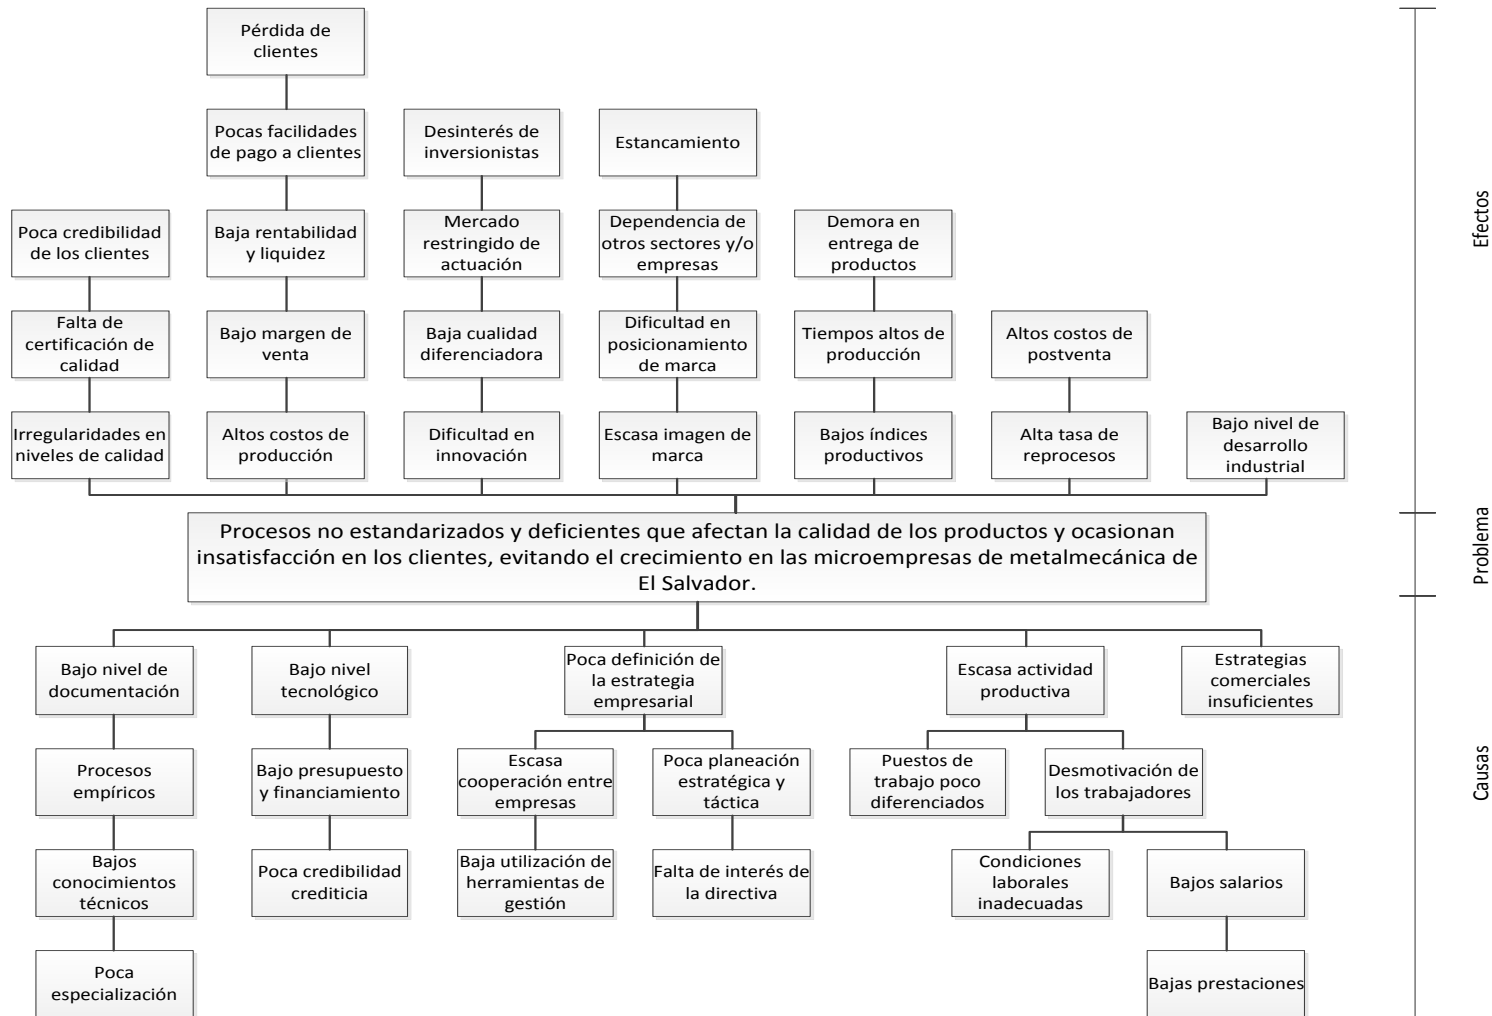 Pérdida de
clientes
Pocas facilidades
de pago a clientes
Desinterés de
inversionistas
Estancamiento
Poca credibilidad
de los clientes
Baja rentabilidad
y liquidez
Mercado
restringido de
actuación
Dependencia de
otros sectores y/o
empresas
Demora en
entrega de
productos
Falta de
certificación de
calidad
Bajo margen de
venta
Baja cualidad
diferenciadora
Dificultad en
posicionamiento
de marca
Tiempos altos de
producción
Altos costos de
postventa
Irregularidades en
niveles de calidad
Altos costos de
producción
Dificultad en
innovación
Escasa imagen de
marca
Bajos índices
productivos
Alta tasa de
reprocesos
Bajo nivel de
desarrollo
industrial
Efectos
Procesos no estandarizados y deficientes que afectan la calidad de los productos y ocasionan
insatisfacción en los clientes, evitando el crecimiento en las microempresas de metalmecánica de
El Salvador.
Problema
Bajo nivel de
documentación
Bajo nivel
tecnológico
Poca definición de
la estrategia
empresarial
Escasa actividad
productiva
Estrategias
comerciales
insuficientes
Procesos
empíricos
Bajo presupuesto
y financiamiento
Escasa
cooperación entre
empresas
Poca planeación
estratégica y
táctica
Puestos de
trabajo poco
diferenciados
Desmotivación de
los trabajadores
Bajos
conocimientos
técnicos
Poca credibilidad
crediticia
Baja utilización de
herramientas de
gestión
Falta de interés de
la directiva
Condiciones
laborales
inadecuadas
Bajos salarios
Poca
especialización
Bajas prestaciones
Causas